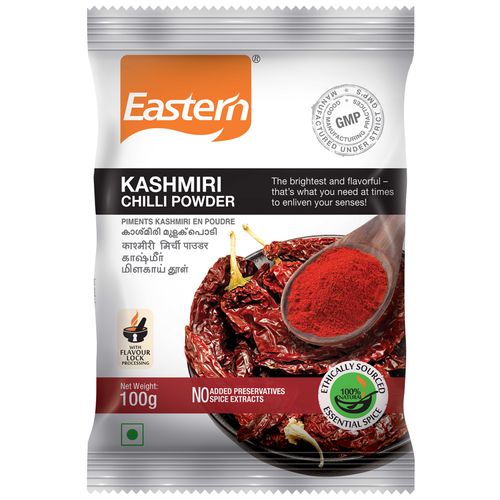 Eastern®
MANUFACTURED UNDER STRICT GMP'S
GOOD MANUFACTURING PRACTICES
GMP
KASHMIRI
CHILLI POWDER
The brightest and flavorful –
that's what you need at times
to enliven your senses!
PIMENTS KASHMIRI EN POUDRE
കാശ്മീരി മുളക്പൊടി
काश्मीरी मिर्ची पाउडर
காஷ்மீர்
மிளகாய் தூள்
WITH
FLAVOUR
LOCK
PROCESSING
Net Weight:
100g
NO ADDED PRESERVATIVES
SPICE EXTRACTS
ETHICALLY SOURCED
100%
NATURAL
ESSENTIAL SPICE